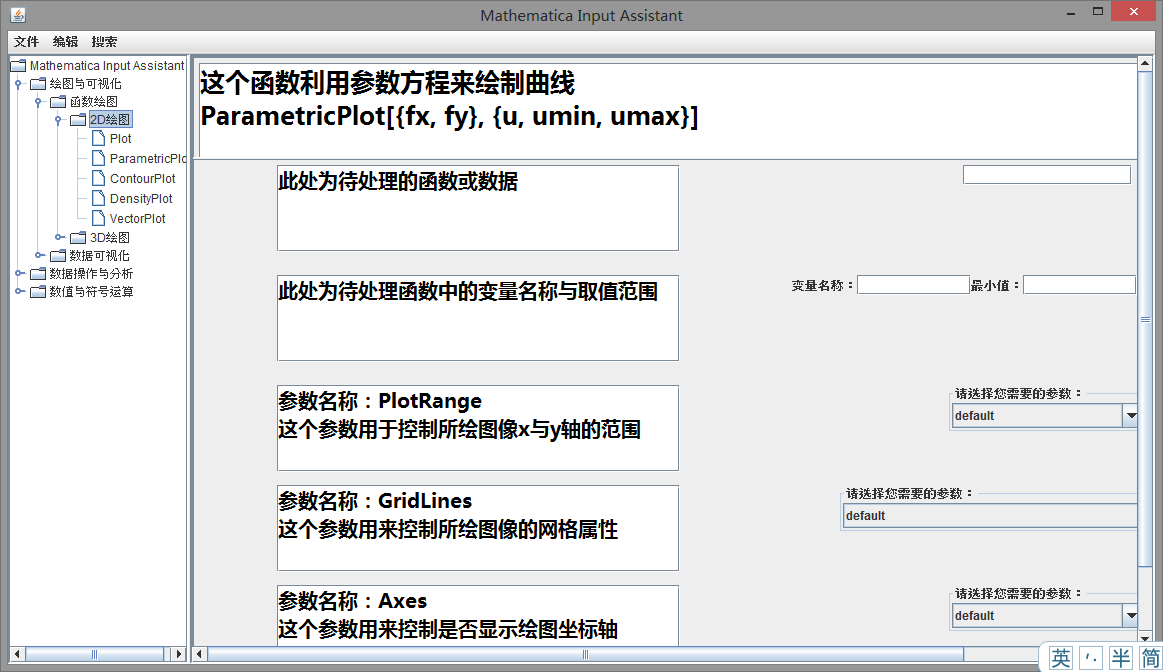 Mathematica Input Assistant
文件 编辑 搜索
Mathematica Input Assistant
绘图与可视化
函数绘图
2D绘图
Plot
ParametricPlo
ContourPlot
DensityPlot
VectorPlot
3D绘图
数据可视化
数据操作与分析
数值与符号运算
这个函数利用参数方程来绘制曲线
ParametricPlot[{fx, fy}, {u, umin, umax}]
此处为待处理的函数或数据
此处为待处理函数中的变量名称与取值范围
变量名称： 最小值：
参数名称：PlotRange
这个参数用于控制所绘图像x与y轴的范围
请选择您需要的参数：
default
参数名称：GridLines
这个参数用来控制所绘图像的网格属性
请选择您需要的参数：
default
参数名称：Axes
这个参数用来控制是否显示绘图坐标轴
请选择您需要的参数：
default
英 半 简